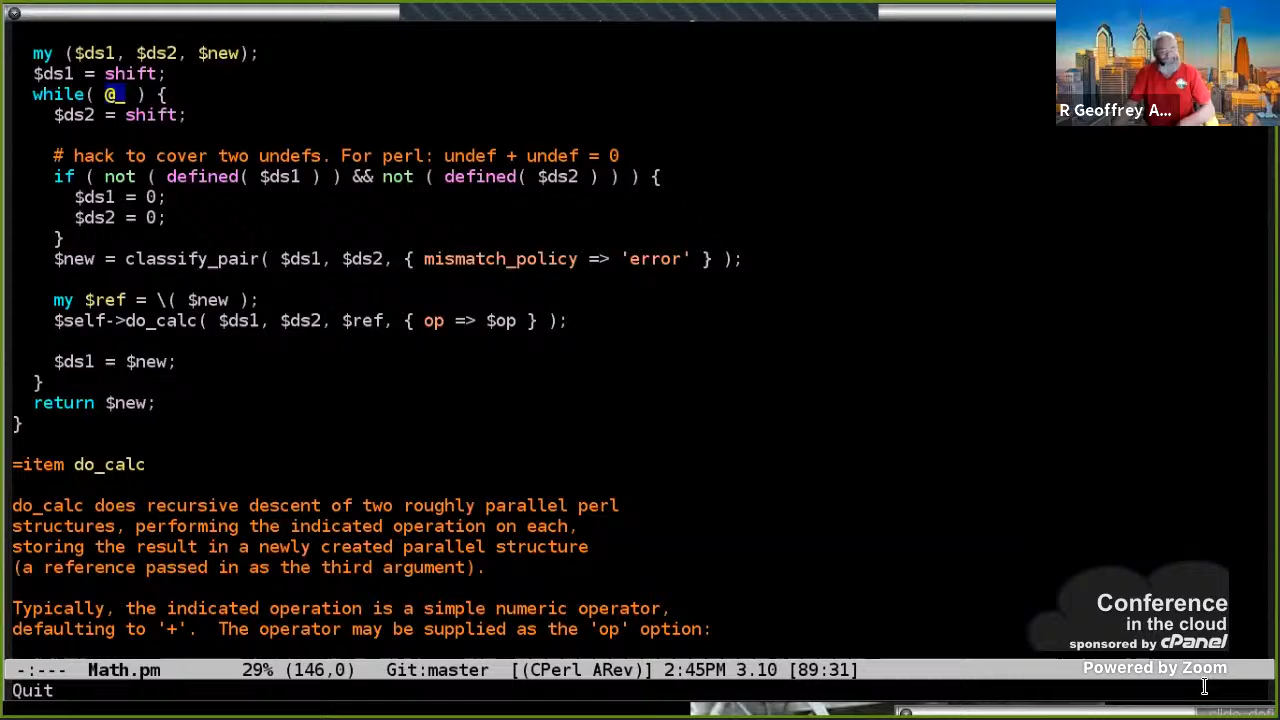 my ($ds1, $ds2, $new);
$ds1 = shift;
while( @_ ) {
$ds2 = shift;
# hack to cover two undefs. For perl: undef + undef = 0
if ( not ( defined( $ds1 ) ) && not ( defined( $ds2 ) ) ) {
$ds1 = 0;
$ds2 = 0;
}
$new = classify_pair( $ds1, $ds2, { mismatch_policy => 'error' } );
my $ref = \( $new );
$self->do_calc( $ds1, $ds2, $ref, { op => $op } );
$ds1 = $new;
}
return $new;
}
=item do_calc
do_calc does recursive descent of two roughly parallel perl
structures, performing the indicated operation on each,
storing the result in a newly created parallel structure
(a reference passed in as the third argument).
Typically, the indicated operation is a simple numeric operator,
defaulting to '+'.  The operator may be supplied as the 'op' option:
-:---  Math.pm  29% (146,0)  Git:master  [(CPerl ARev)] 2:45PM 3.10 [89:31]
Quit
R Geoffrey A...
Conference
in the cloud
sponsored by cPanel
Powered by Zoom